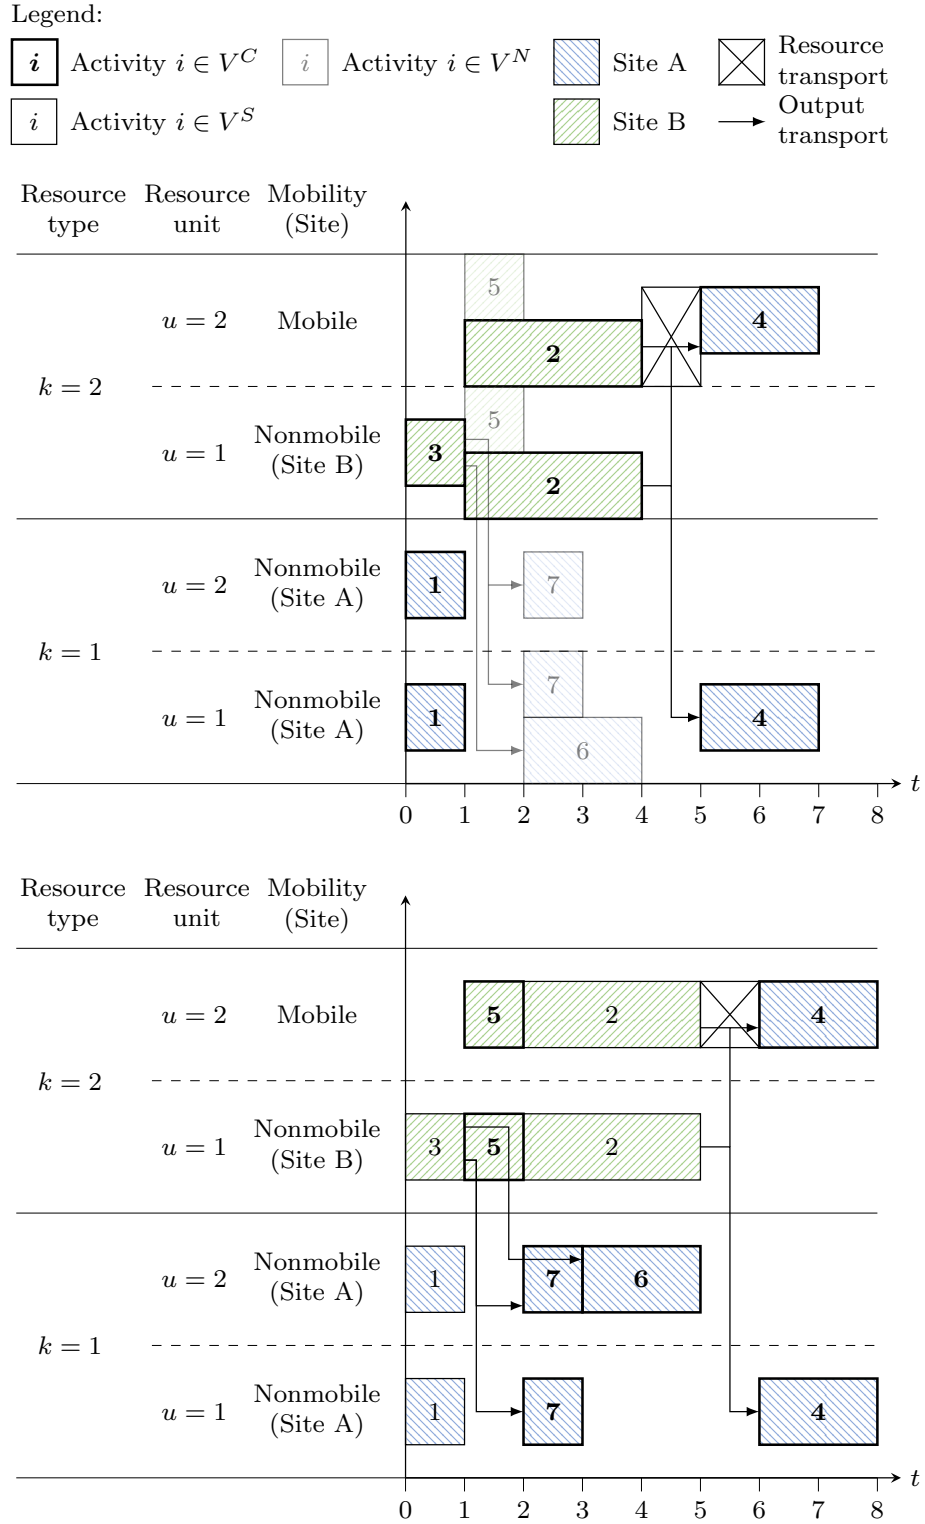 Legend:
i Activity i ∈ V^C i Activity i ∈ V^N Site A Resource transport
i Activity i ∈ V^S Site B Output transport
Resource type Resource unit Mobility (Site)
5
u = 2 Mobile 4
2
k = 2
5
u = 1 Nonmobile (Site B) 3
2
u = 2 Nonmobile (Site A) 1 7
k = 1
7
u = 1 Nonmobile (Site A) 1 4
6
t
0 1 2 3 4 5 6 7 8
Resource type Resource unit Mobility (Site)
u = 2 Mobile 5 2 4
k = 2
u = 1 Nonmobile (Site B) 3 5 2
u = 2 Nonmobile (Site A) 1 7 6
k = 1
u = 1 Nonmobile (Site A) 1 7 4
t
0 1 2 3 4 5 6 7 8